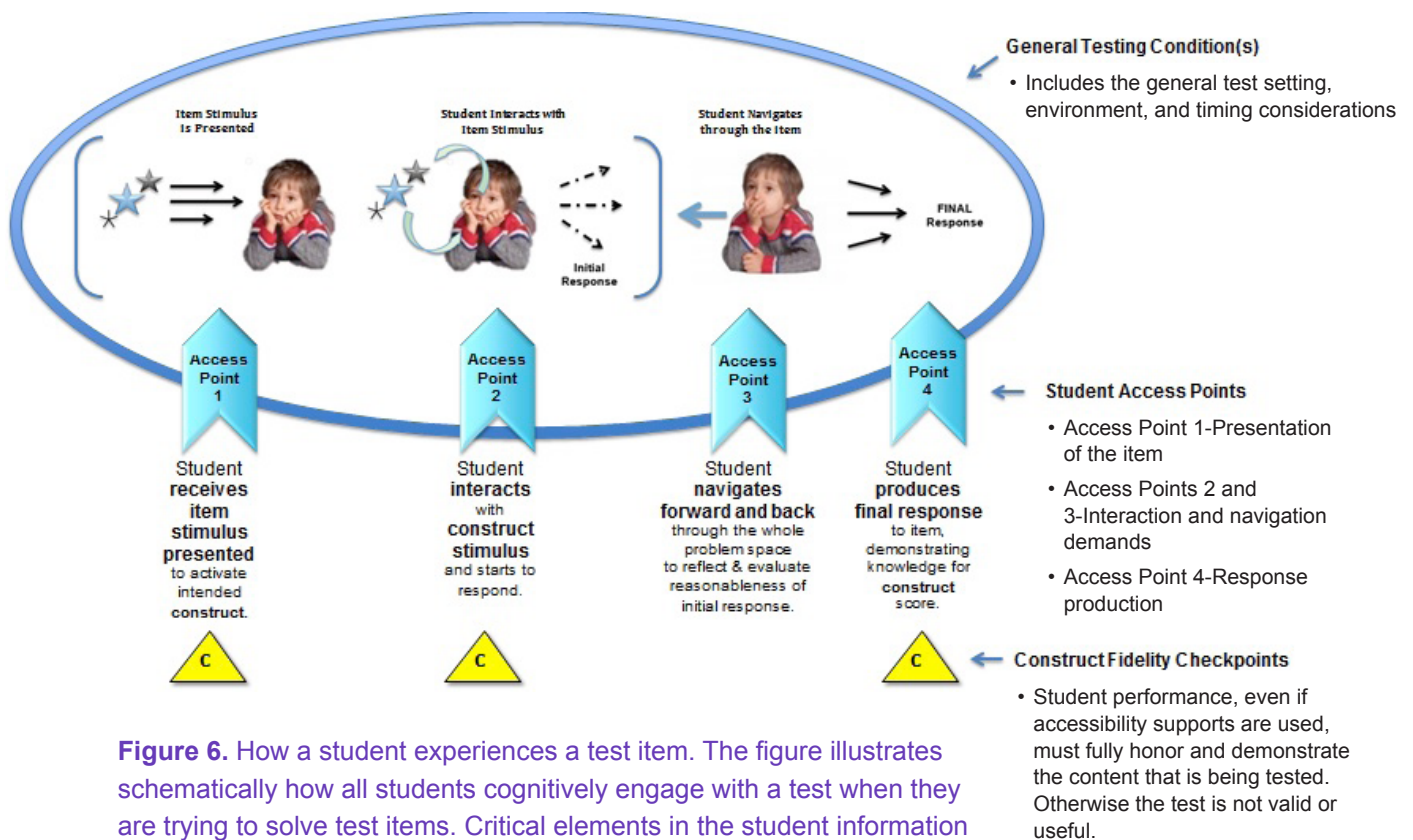 General Testing Condition(s)
• Includes the general test setting,
environment, and timing considerations
Item Stimulus
Is Presented
Student Interacts with
Item Stimulus
Student Navigates
through the Item
Initial
Response
FINAL
Response
Access
Point
1
Access
Point
2
Access
Point
3
Access
Point
4
Student
receives
item
stimulus
presented
to activate
intended
construct.
Student
interacts
with
construct
stimulus
and starts to
respond.
Student
navigates
forward and back
through the whole
problem space
to reflect & evaluate
reasonableness of
initial response.
Student
produces
final response
to item,
demonstrating
knowledge for
construct
score.
C
C
C
Student Access Points
• Access Point 1-Presentation
of the item
• Access Points 2 and
3-Interaction and navigation
demands
• Access Point 4-Response
production
Construct Fidelity Checkpoints
• Student performance, even if
accessibility supports are used,
must fully honor and demonstrate
the content that is being tested.
Otherwise the test is not valid or
useful.
Figure 6. How a student experiences a test item. The figure illustrates
schematically how all students cognitively engage with a test when they
are trying to solve test items. Critical elements in the student information